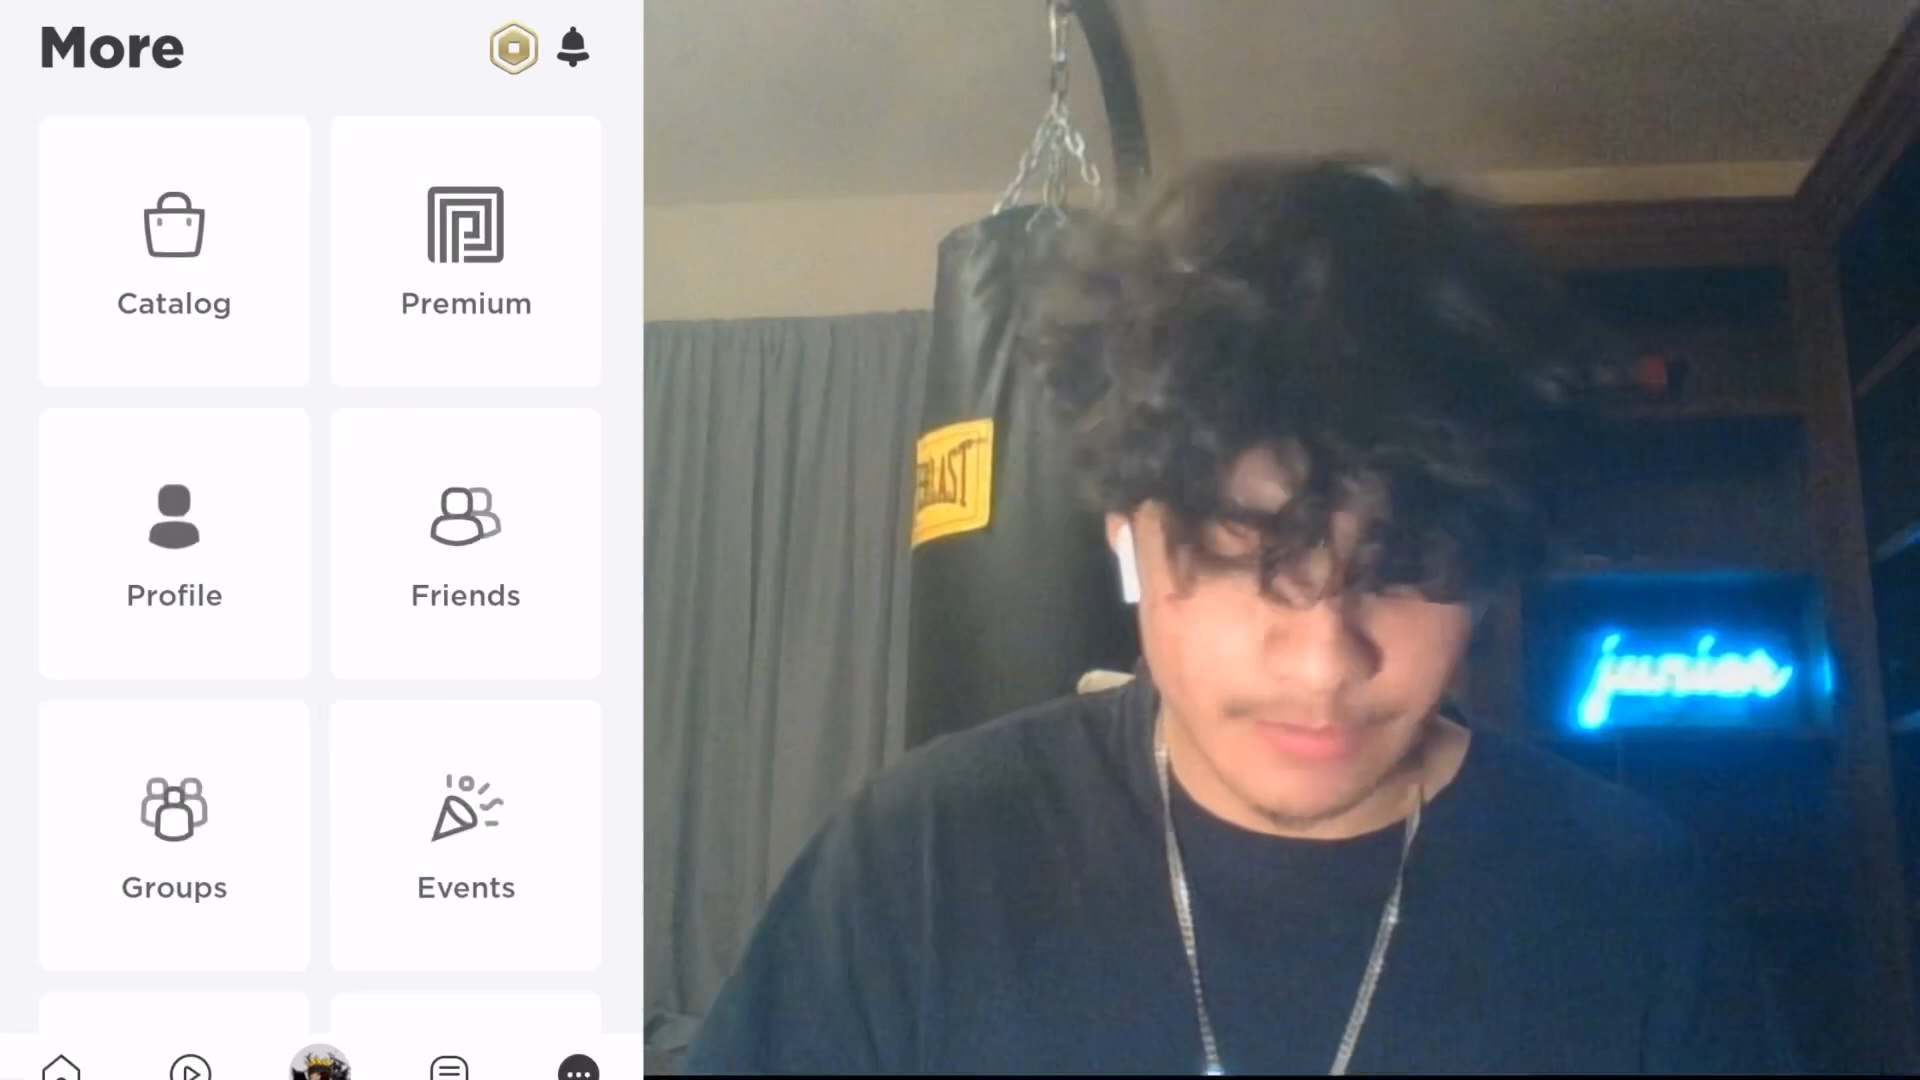 More
Catalog
Premium
Profile
Friends
Groups
Events
junior